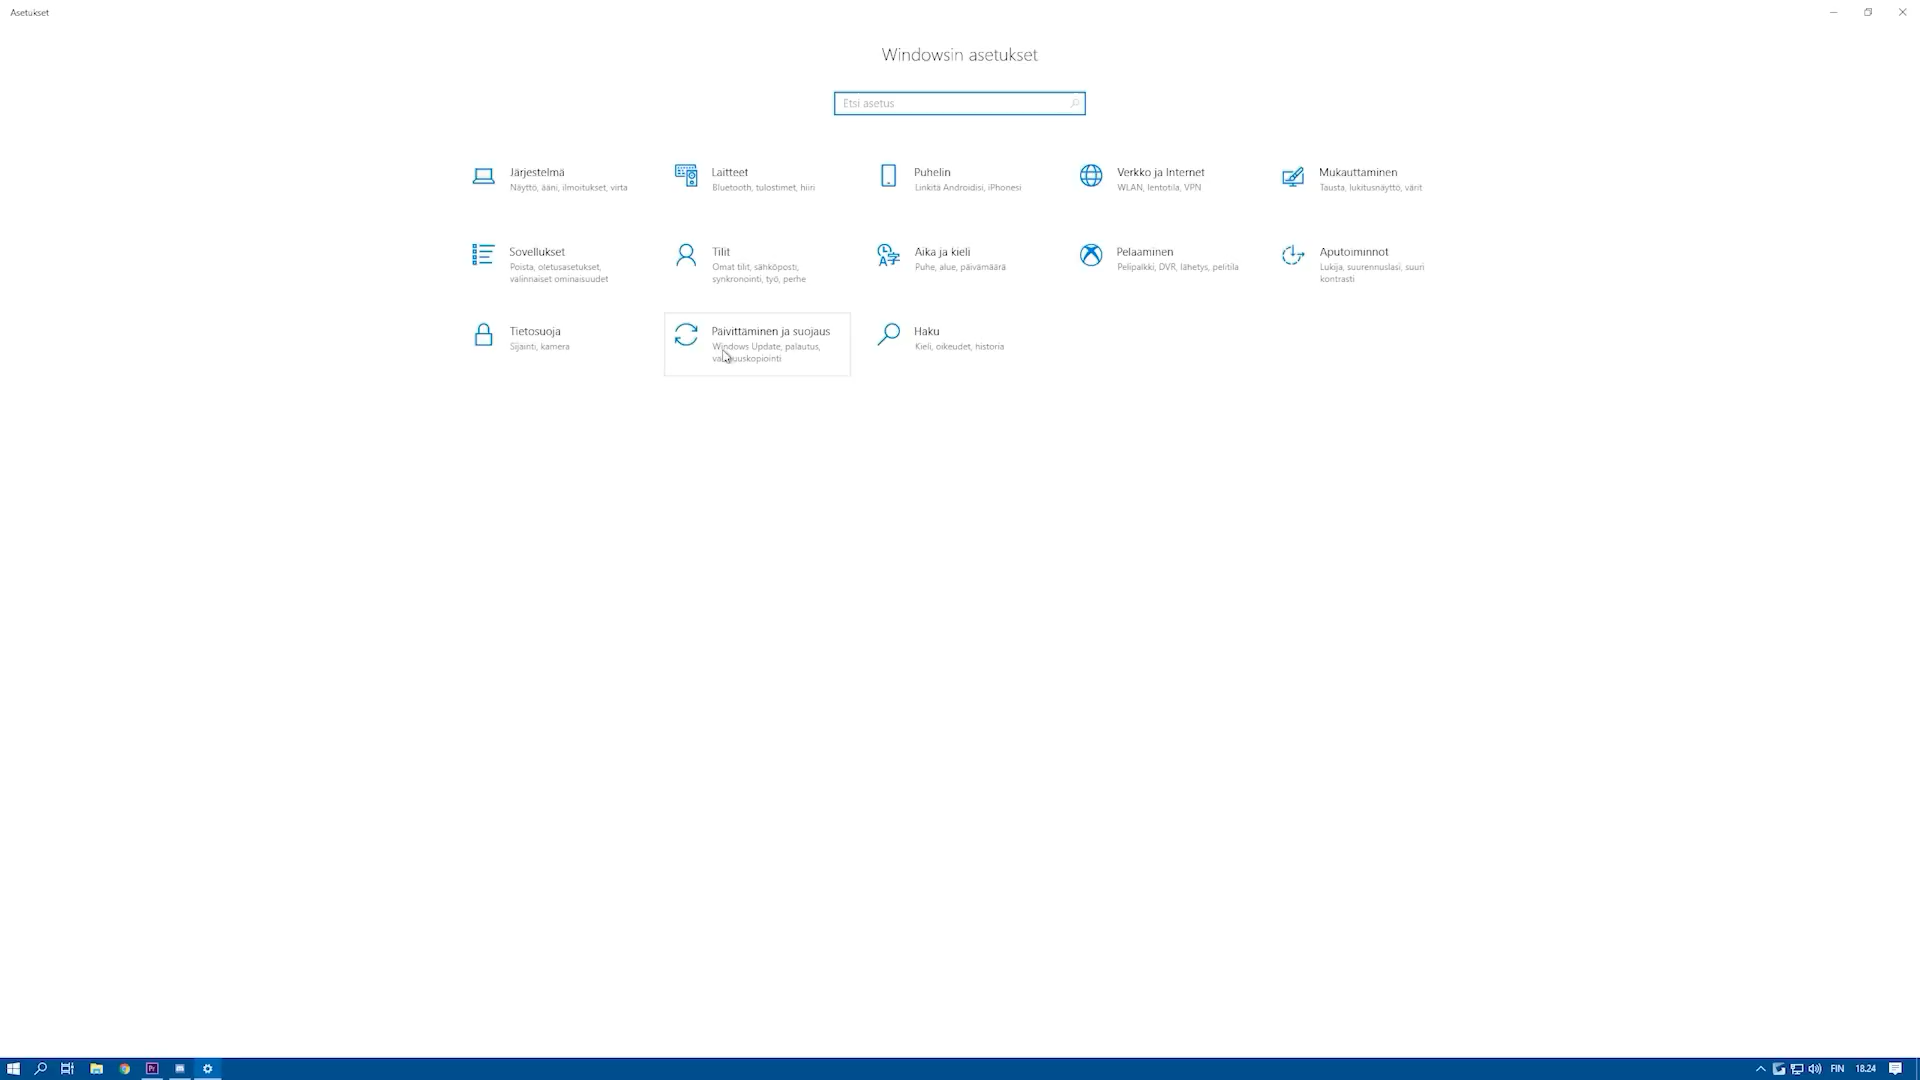 Asetukset
Windowsin asetukset
Etsi asetus
Järjestelmä
Näyttö, ääni, ilmoitukset, virta
Laitteet
Bluetooth, tulostimet, hiiri
Puhelin
Linkitä Androidisi, iPhonesi
Verkko ja Internet
WLAN, lentotila, VPN
Mukauttaminen
Tausta, lukitusnäyttö, värit
Sovellukset
Poista, oletusasetukset,
valinnaiset ominaisuudet
Tilit
Omat tilit, sähköposti,
synkronointi, työ, perhe
Aika ja kieli
Puhe, alue, päivämäärä
Pelaaminen
Pelipalkki, DVR, lähetys, pelitila
Aputoiminnot
Lukija, suurennuslasi, suuri
kontrasti
Tietosuoja
Sijainti, kamera
Päivittäminen ja suojaus
Windows Update, palautus,
Haku
Kieli, oikeudet, historia
Pr
FIN
18.24